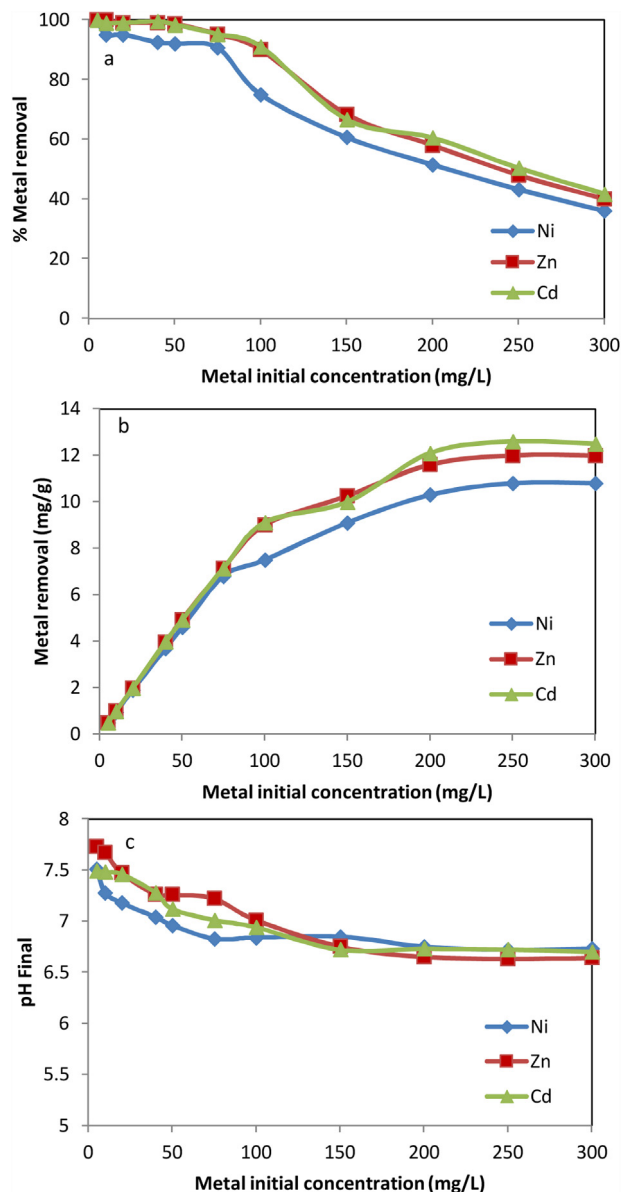 100
80
60
40
20
0
% Metal removal
a
Ni
Zn
Cd
0 50 100 150 200 250 300
Metal initial concentration (mg/L)
14
12
10
8
6
4
2
0
Metal removal (mg/g)
b
Ni
Zn
Cd
0 50 100 150 200 250 300
Metal initial concentration (mg/L)
8
7.5
7
6.5
6
5.5
5
pH Final
c
Ni
Zn
Cd
0 50 100 150 200 250 300
Metal initial concentration (mg/L)